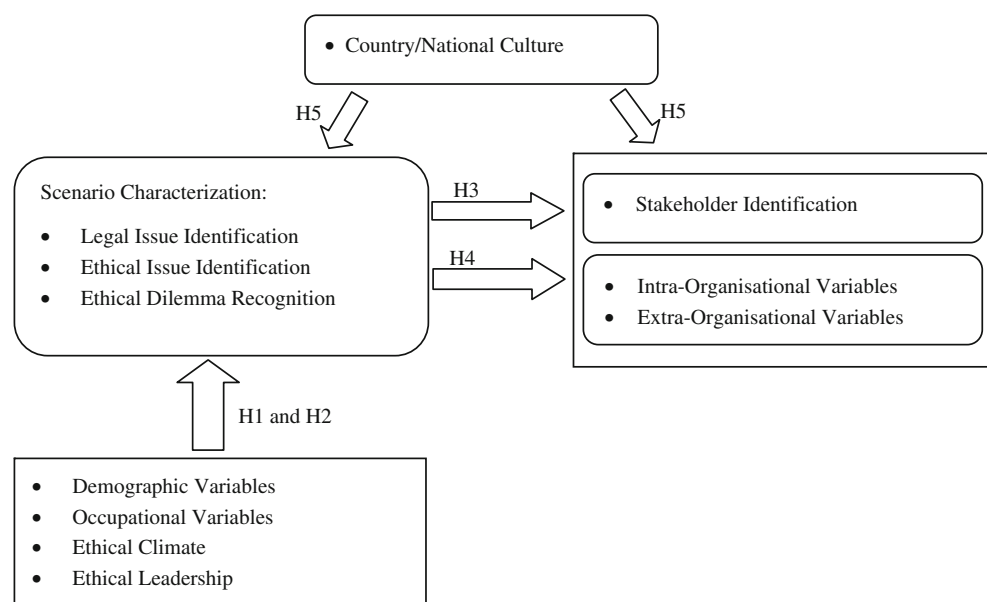 • Country/National Culture
H5
H5
Scenario Characterization:
• Legal Issue Identification
• Ethical Issue Identification
• Ethical Dilemma Recognition
H3
H4
• Stakeholder Identification
• Intra-Organisational Variables
• Extra-Organisational Variables
H1 and H2
• Demographic Variables
• Occupational Variables
• Ethical Climate
• Ethical Leadership